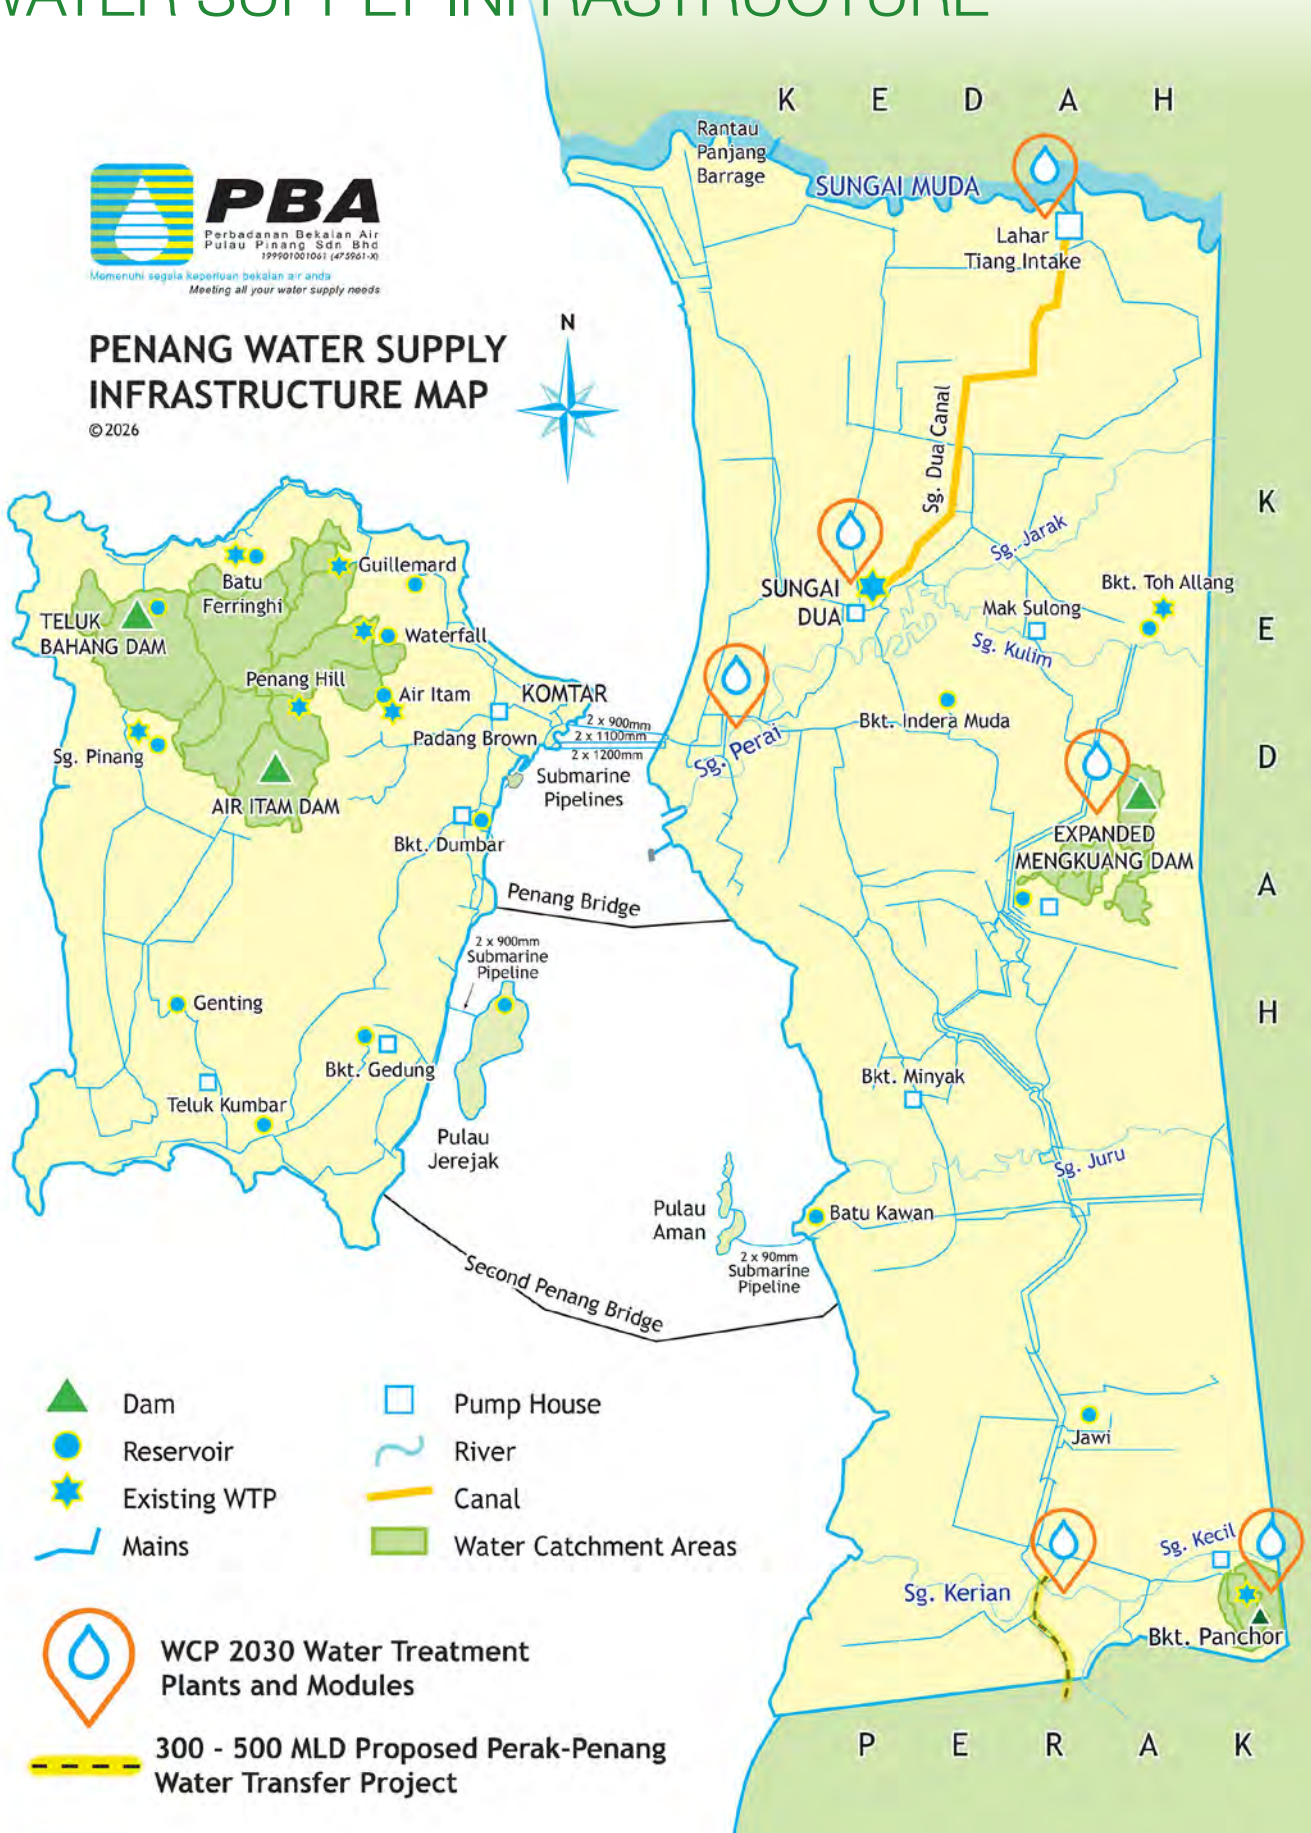 WATER SUPPLY INFRASTRUCTURE
K E D A H
Rantau
Panjang
Barrage
SUNGAI MUDA
PBA
Perbadanan Bekalan Air
Pulau Pinang Sdn Bhd
199901001061 (475961-X)
Memenuhi segala keperluan bekalan air anda
Meeting all your water supply needs
Lahar
Tiang Intake
PENANG WATER SUPPLY
INFRASTRUCTURE MAP
©2026
N
Sg. Dua Canal
K E D A H
Sg. Jarak
Batu
Ferringhi
Guillemard
TELUK
BAHANG DAM
Waterfall
SUNGAI
DUA
Mak Sulong
Bkt. Toh Allang
Sg. Kulim
Penang Hill
Air Itam
KOMTAR
Padang Brown
2 x 900mm
2 x 1100mm
2 x 1200mm
Submarine
Pipelines
Sg. Perai
Bkt. Indera Muda
Sg. Pinang
AIR ITAM DAM
Bkt. Dumbar
EXPANDED
MENGKUANG DAM
Penang Bridge
2 x 900mm
Submarine
Pipeline
Genting
Bkt. Gedung
Teluk Kumbar
Pulau
Jerejak
Bkt. Minyak
Sg. Juru
Pulau
Aman
Batu Kawan
2 x 90mm
Submarine
Pipeline
Second Penang Bridge
Jawi
Sg. Kecil
Sg. Kerian
Bkt. Panchor
Dam
Reservoir
Existing WTP
Mains
Pump House
River
Canal
Water Catchment Areas
WCP 2030 Water Treatment
Plants and Modules
300 - 500 MLD Proposed Perak-Penang
Water Transfer Project
P E R A K